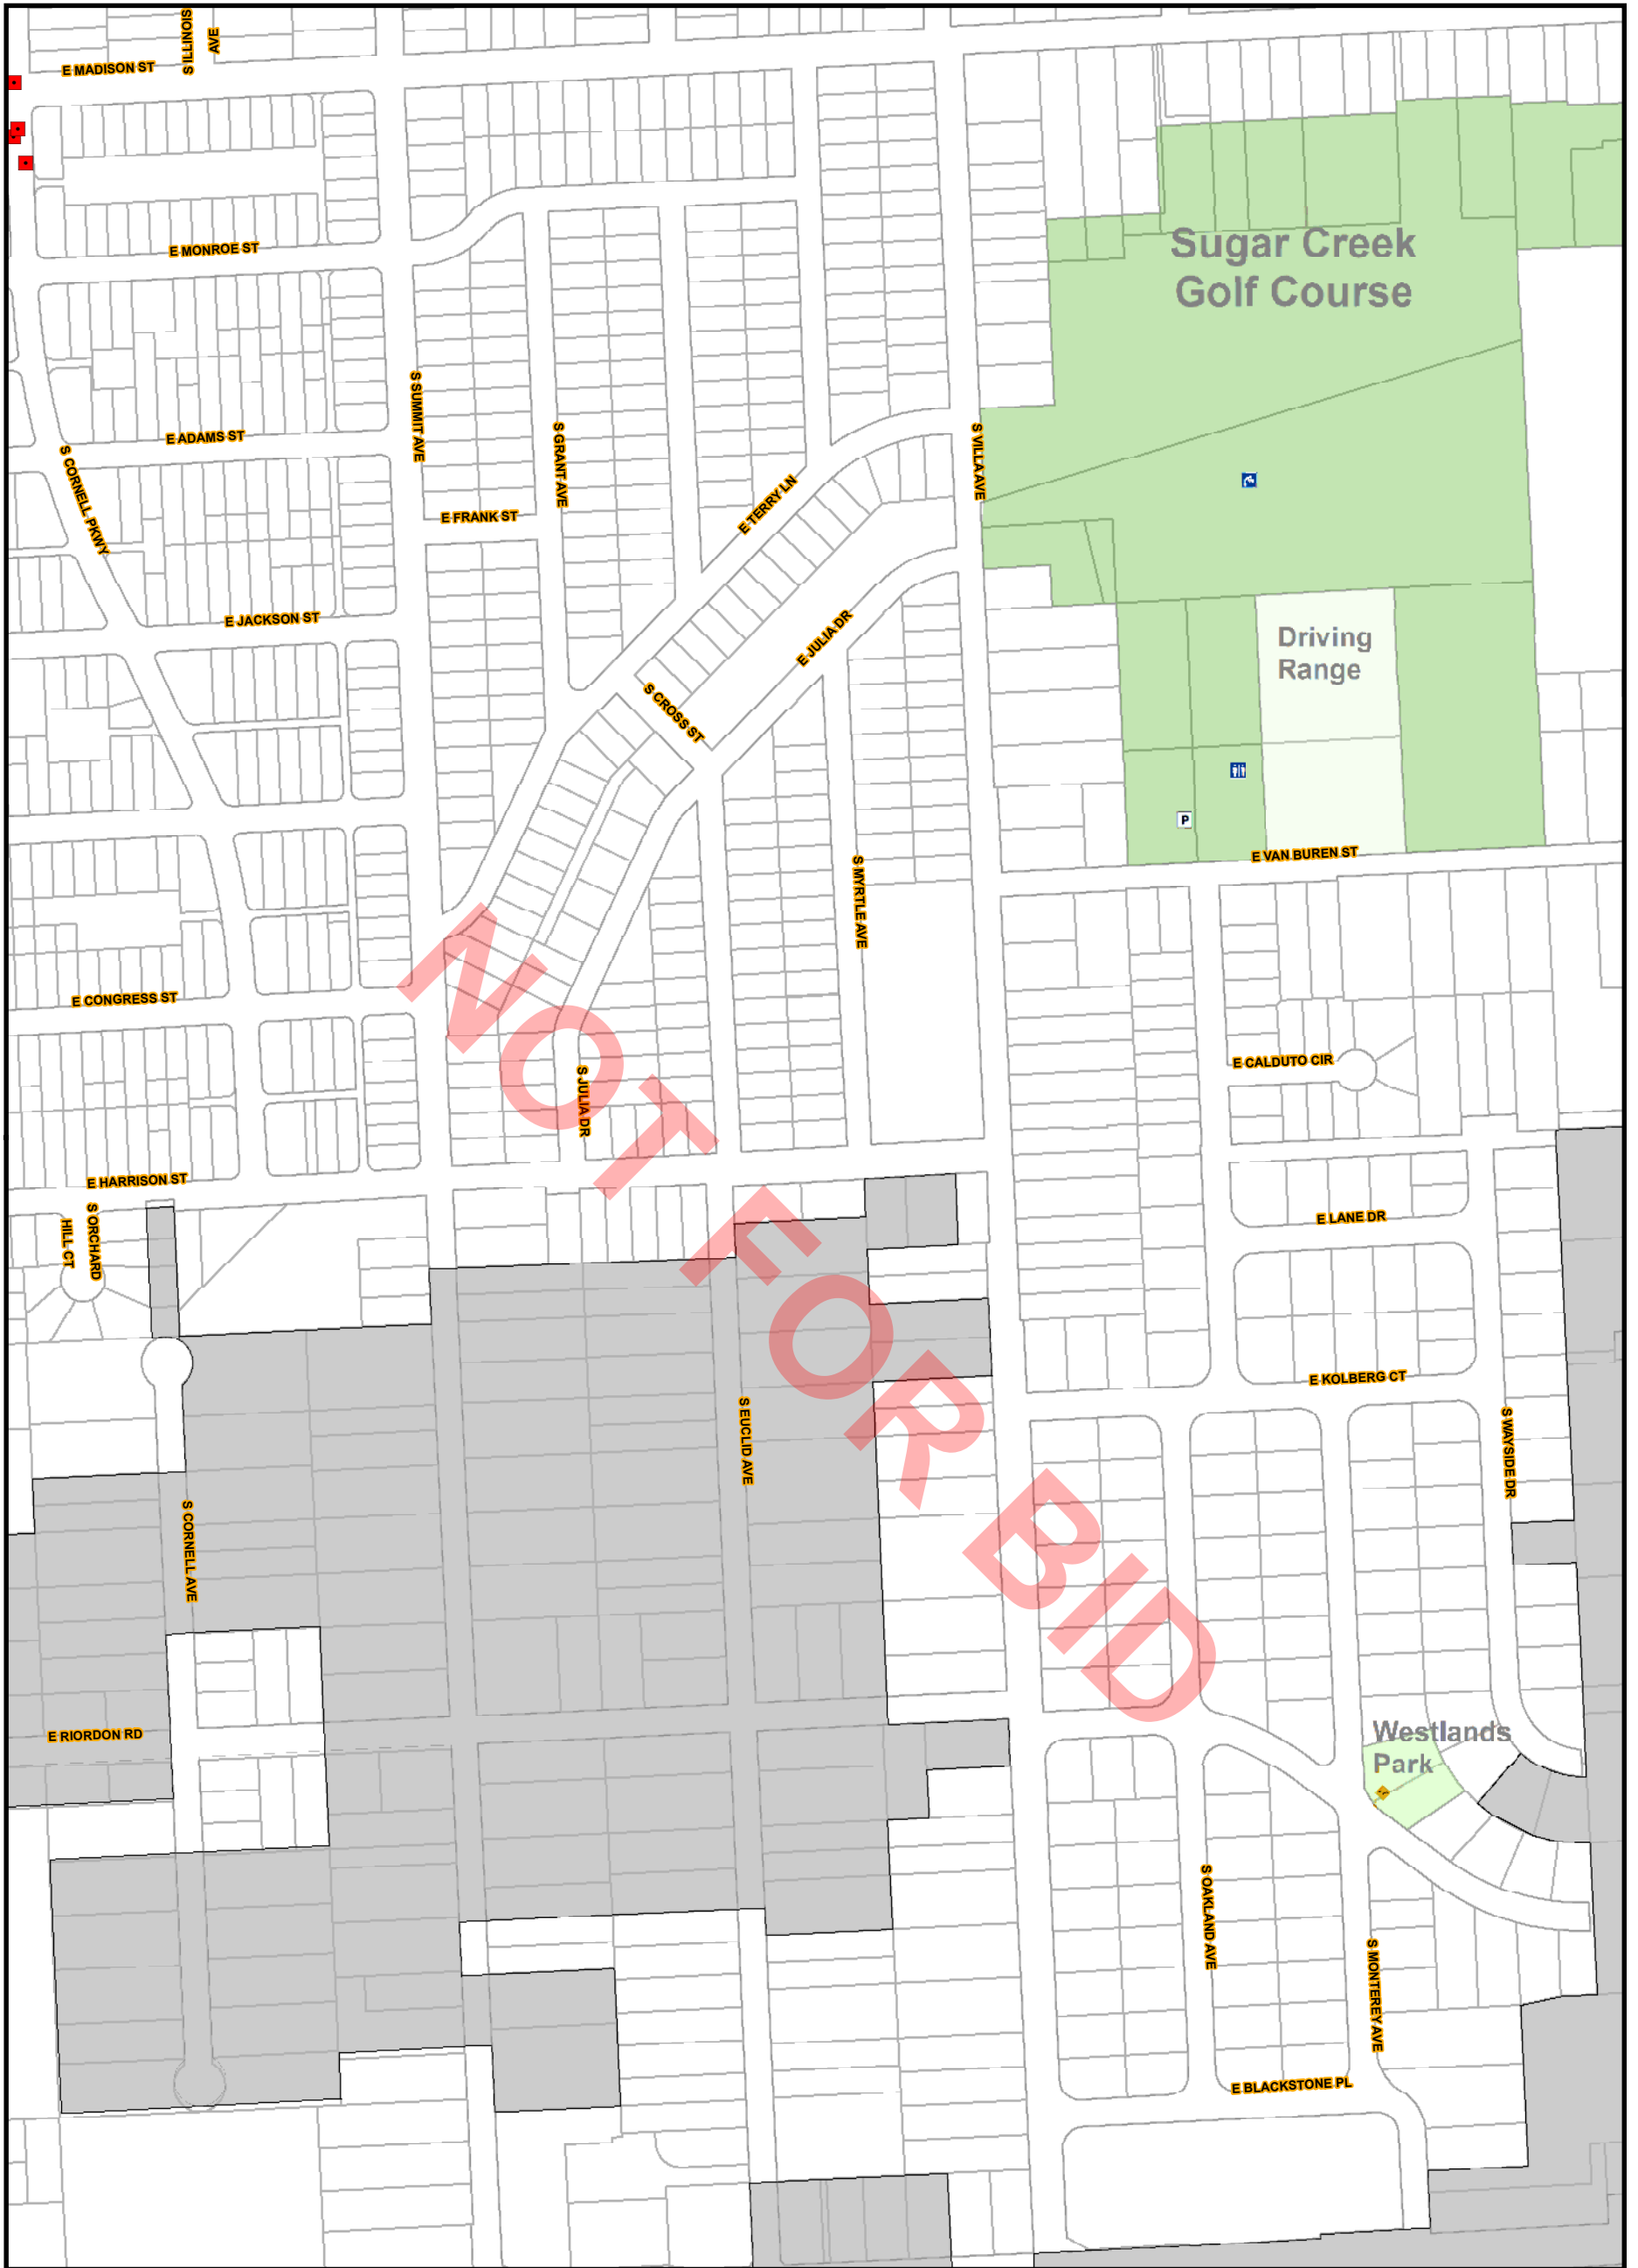 S ILLINOIS
AVE
E MADISON ST
E MONROE ST
Sugar Creek
Golf Course
S SUMMIT AVE
S GRANT AVE
S VILLA AVE
E ADAMS ST
S CORNELL PKWY
E TERRY LN
E FRANK ST
E JACKSON ST
E JULIA DR
Driving
Range
S CROSS ST
P
E VAN BUREN ST
S MYRTLE AVE
E CONGRESS ST
E CALDUTO CIR
S JULIA DR
NOT FOR BID
E HARRISON ST
S ORCHARD
HILL CT
E LANE DR
E KOLBERG CT
S EUCLID AVE
S WAYSIDE DR
S CORNELL AVE
E RIORDON RD
Westlands
Park
S OAKLAND AVE
S MONTEREY AVE
E BLACKSTONE PL